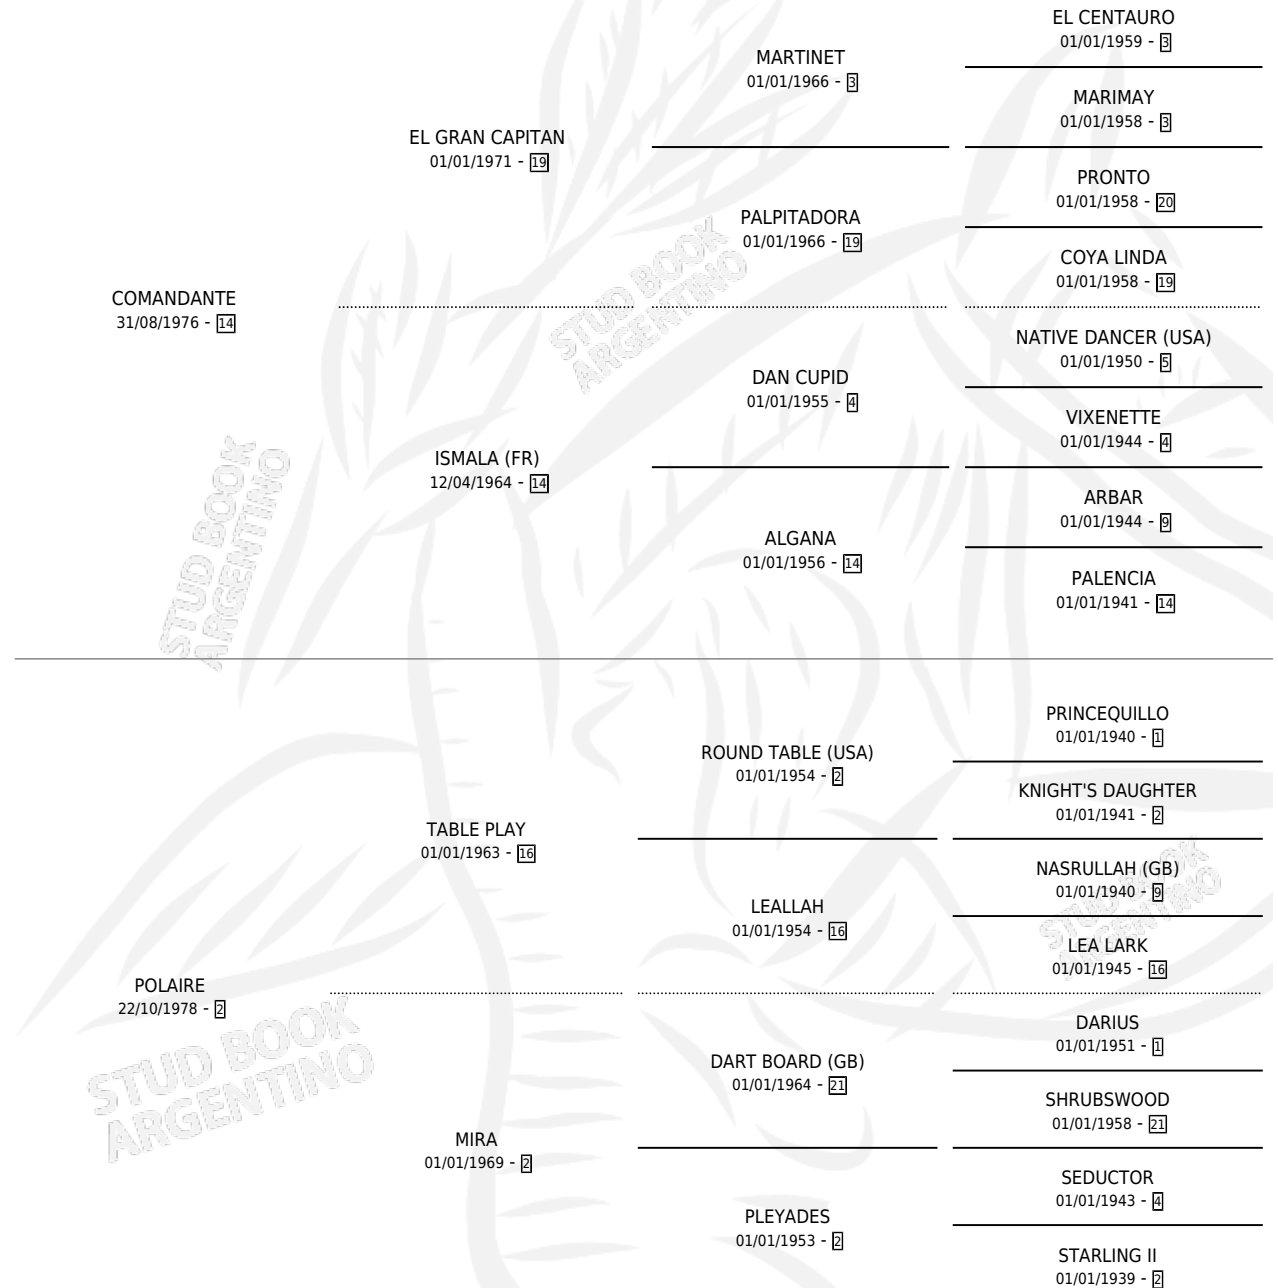 EL CENTAURO
01/01/1959 - 3
MARTINET
01/01/1966 - 3
MARIMAY
01/01/1958 - 3
EL GRAN CAPITAN
01/01/1971 - 19
PRONTO
01/01/1958 - 20
PALPITADORA
01/01/1966 - 19
COYA LINDA
01/01/1958 - 19
COMANDANTE
31/08/1976 - 14
NATIVE DANCER (USA)
01/01/1950 - 5
DAN CUPID
01/01/1955 - 4
VIXENETTE
01/01/1944 - 4
ISMALA (FR)
12/04/1964 - 14
ARBAR
01/01/1944 - 9
ALGANA
01/01/1956 - 14
PALENCIA
01/01/1941 - 14
STUD BOOK
ARGENTINO
STUD BOOK
ARGENTINO
PRINCEQUILLO
01/01/1940 - 1
ROUND TABLE (USA)
01/01/1954 - 2
KNIGHT'S DAUGHTER
01/01/1941 - 2
TABLE PLAY
01/01/1963 - 16
NASRULLAH (GB)
01/01/1940 - 9
LEALLAH
01/01/1954 - 16
LEA LARK
01/01/1945 - 16
POLAIRE
22/10/1978 - 2
DARIUS
01/01/1951 - 1
DART BOARD (GB)
01/01/1964 - 21
SHRUBSWOOD
01/01/1958 - 21
MIRA
01/01/1969 - 2
SEDUCTOR
01/01/1943 - 4
PLEYADES
01/01/1953 - 2
STARLING II
01/01/1939 - 2
STUD BOOK
ARGENTINO
STUD BOOK
ARGENTINO